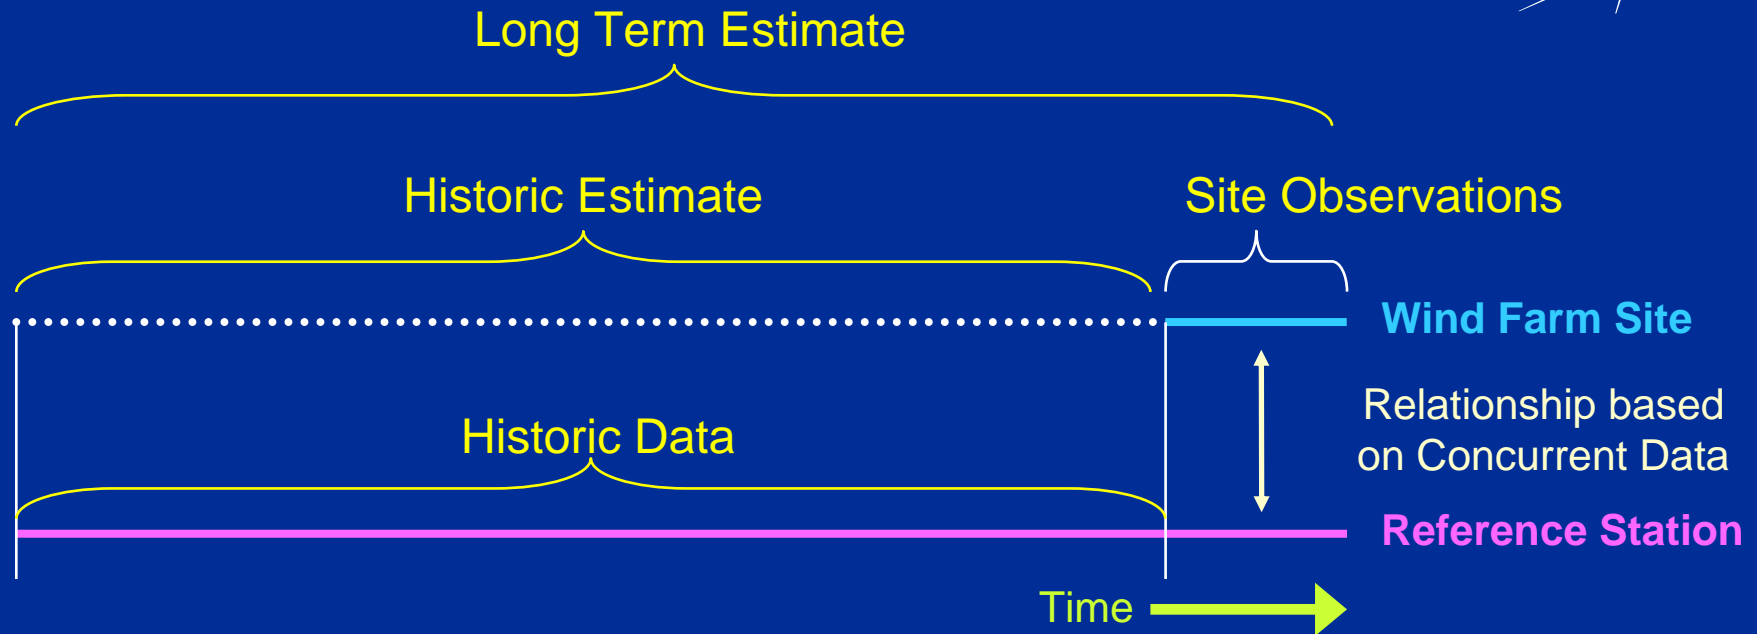 Long Term Estimate
Historic Estimate
Site Observations
Wind Farm Site
Relationship based
on Concurrent Data
Historic Data
Reference Station
Time